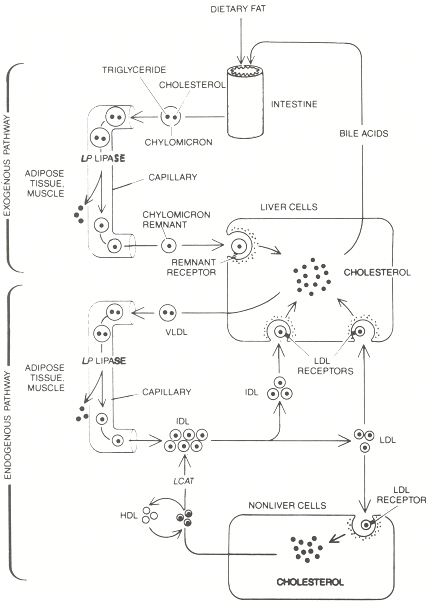 DIETARY FAT
TRIGLYCERIDE
CHOLESTEROL
INTESTINE
CHYLOMICRON
BILE ACIDS
EXOGENOUS PATHWAY
LP LIPASE
ADIPOSE
TISSUE,
MUSCLE
CAPILLARY
CHYLOMICRON
REMNANT
LIVER CELLS
REMNANT
RECEPTOR
CHOLESTEROL
VLDL
ENDOGENOUS PATHWAY
LP LIPASE
ADIPOSE
TISSUE,
MUSCLE
CAPILLARY
LDL
RECEPTORS
IDL
IDL
LDL
LCAT
HDL
LDL
RECEPTOR
NONLIVER CELLS
CHOLESTEROL